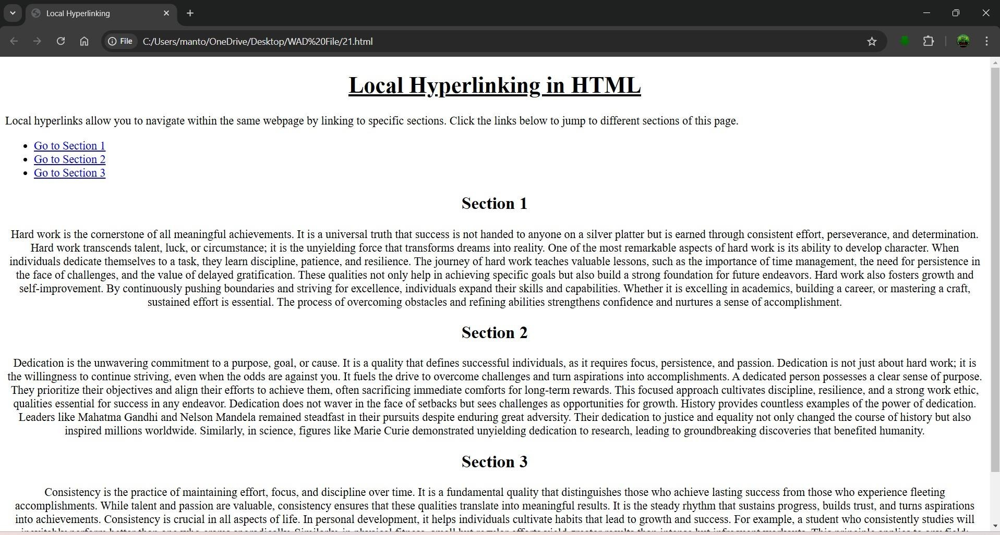 Local Hyperlinking
File C:/Users/manto/OneDrive/Desktop/WAD%20File/21.html
Local Hyperlinking in HTML
Local hyperlinks allow you to navigate within the same webpage by linking to specific sections. Click the links below to jump to different sections of this page.
Go to Section 1
Go to Section 2
Go to Section 3
Section 1
Hard work is the cornerstone of all meaningful achievements. It is a universal truth that success is not handed to anyone on a silver platter but is earned through consistent effort, perseverance, and determination.
Hard work transcends talent, luck, or circumstance; it is the unyielding force that transforms dreams into reality. One of the most remarkable aspects of hard work is its ability to develop character. When
individuals dedicate themselves to a task, they learn discipline, patience, and resilience. The journey of hard work teaches valuable lessons, such as the importance of time management, the need for persistence in
the face of challenges, and the value of delayed gratification. These qualities not only help in achieving specific goals but also build a strong foundation for future endeavors. Hard work also fosters growth and
self-improvement. By continuously pushing boundaries and striving for excellence, individuals expand their skills and capabilities. Whether it is excelling in academics, building a career, or mastering a craft,
sustained effort is essential. The process of overcoming obstacles and refining abilities strengthens confidence and nurtures a sense of accomplishment.
Section 2
Dedication is the unwavering commitment to a purpose, goal, or cause. It is a quality that defines successful individuals, as it requires focus, persistence, and passion. Dedication is not just about hard work; it is
the willingness to continue striving, even when the odds are against you. It fuels the drive to overcome challenges and turn aspirations into accomplishments. A dedicated person possesses a clear sense of purpose.
They prioritize their objectives and align their efforts to achieve them, often sacrificing immediate comforts for long-term rewards. This focused approach cultivates discipline, resilience, and a strong work ethic,
qualities essential for success in any endeavor. Dedication does not waver in the face of setbacks but sees challenges as opportunities for growth. History provides countless examples of the power of dedication.
Leaders like Mahatma Gandhi and Nelson Mandela remained steadfast in their pursuits despite enduring great adversity. Their dedication to justice and equality not only changed the course of history but also
inspired millions worldwide. Similarly, in science, figures like Marie Curie demonstrated unyielding dedication to research, leading to groundbreaking discoveries that benefited humanity.
Section 3
Consistency is the practice of maintaining effort, focus, and discipline over time. It is a fundamental quality that distinguishes those who achieve lasting success from those who experience fleeting
accomplishments. While talent and passion are valuable, consistency ensures that these qualities translate into meaningful results. It is the steady rhythm that sustains progress, builds trust, and turns aspirations
into achievements. Consistency is crucial in all aspects of life. In personal development, it helps individuals cultivate habits that lead to growth and success. For example, a student who consistently studies will